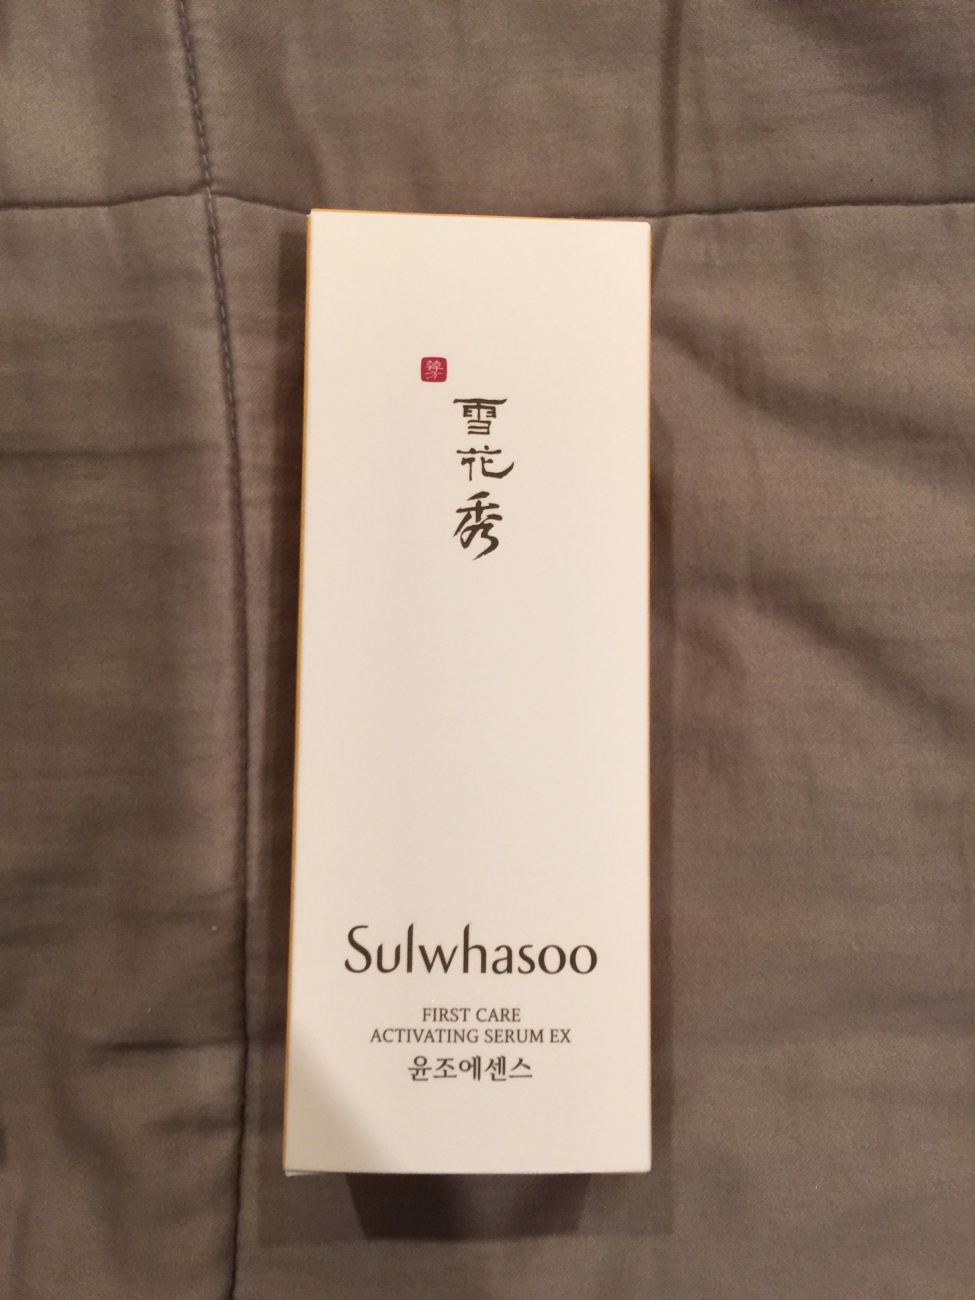 雪
花
秀
Sulwhasoo
FIRST CARE
ACTIVATING SERUM EX
윤조에센스